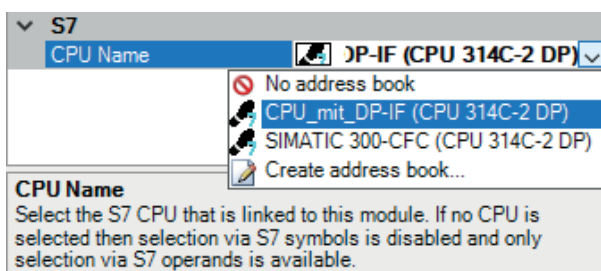 S7
CPU Name DP-IF (CPU 314C-2 DP)
No address book
CPU_mit_DP-IF (CPU 314C-2 DP)
SIMATIC 300-CFC (CPU 314C-2 DP)
Create address book...
CPU Name
Select the S7 CPU that is linked to this module. If no CPU is
selected then selection via S7 symbols is disabled and only
selection via S7 operands is available.